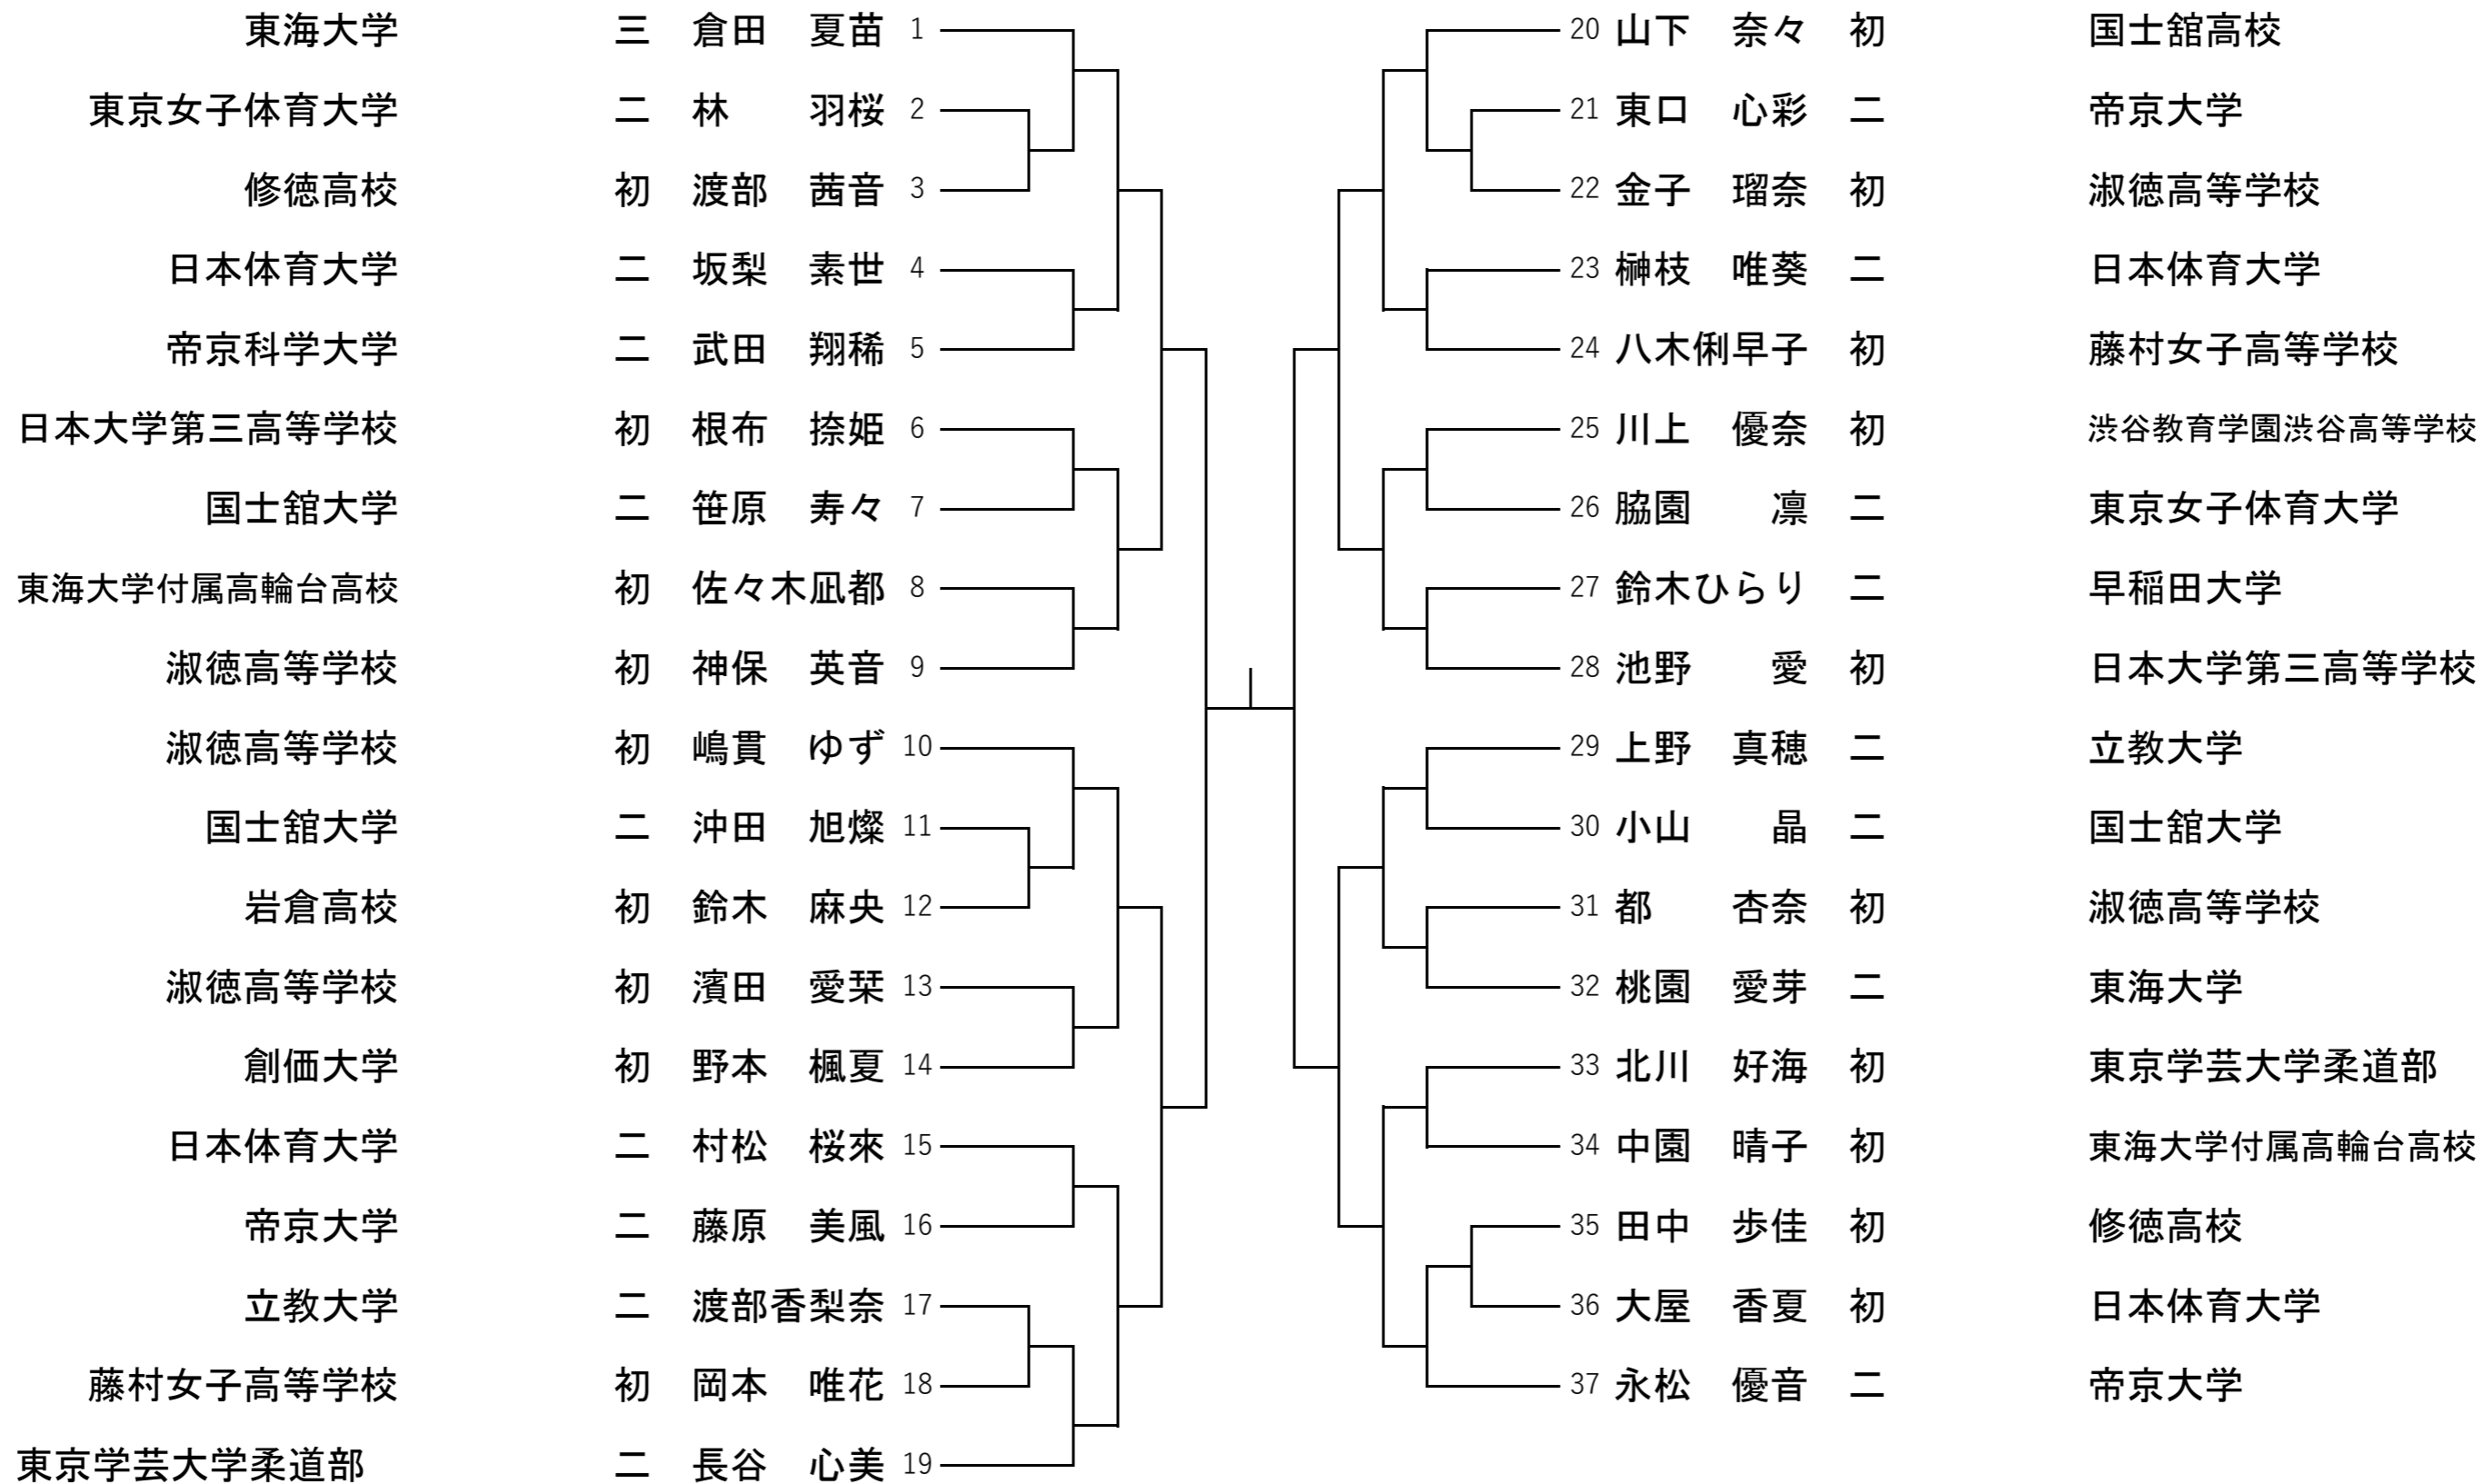 東海大学 三 倉田 夏苗 1
東京女子体育大学 二 林 羽桜 2
修徳高校 初 渡部 茜音 3
日本体育大学 二 坂梨 素世 4
帝京科学大学 二 武田 翔稀 5
日本大学第三高等学校 初 根布 捺姫 6
国士舘大学 二 笹原 寿々 7
東海大学付属高輪台高校 初 佐々木凪都 8
淑徳高等学校 初 神保 英音 9
淑徳高等学校 初 嶋貫 ゆず 10
国士舘大学 二 沖田 旭燦 11
岩倉高校 初 鈴木 麻央 12
淑徳高等学校 初 濱田 愛栞 13
創価大学 初 野本 楓夏 14
日本体育大学 二 村松 桜來 15
帝京大学 二 藤原 美風 16
立教大学 二 渡部香梨奈 17
藤村女子高等学校 初 岡本 唯花 18
東京学芸大学柔道部 二 長谷 心美 19
20 山下 奈々 初 国士舘高校
21 東口 心彩 二 帝京大学
22 金子 瑠奈 初 淑徳高等学校
23 榊枝 唯葵 二 日本体育大学
24 八木俐早子 初 藤村女子高等学校
25 川上 優奈 初 渋谷教育学園渋谷高等学校
26 脇園 凛 二 東京女子体育大学
27 鈴木ひらり 二 早稲田大学
28 池野 愛 初 日本大学第三高等学校
29 上野 真穂 二 立教大学
30 小山 晶 二 国士舘大学
31 都 杏奈 初 淑徳高等学校
32 桃園 愛芽 二 東海大学
33 北川 好海 初 東京学芸大学柔道部
34 中園 晴子 初 東海大学付属高輪台高校
35 田中 歩佳 初 修徳高校
36 大屋 香夏 初 日本体育大学
37 永松 優音 二 帝京大学